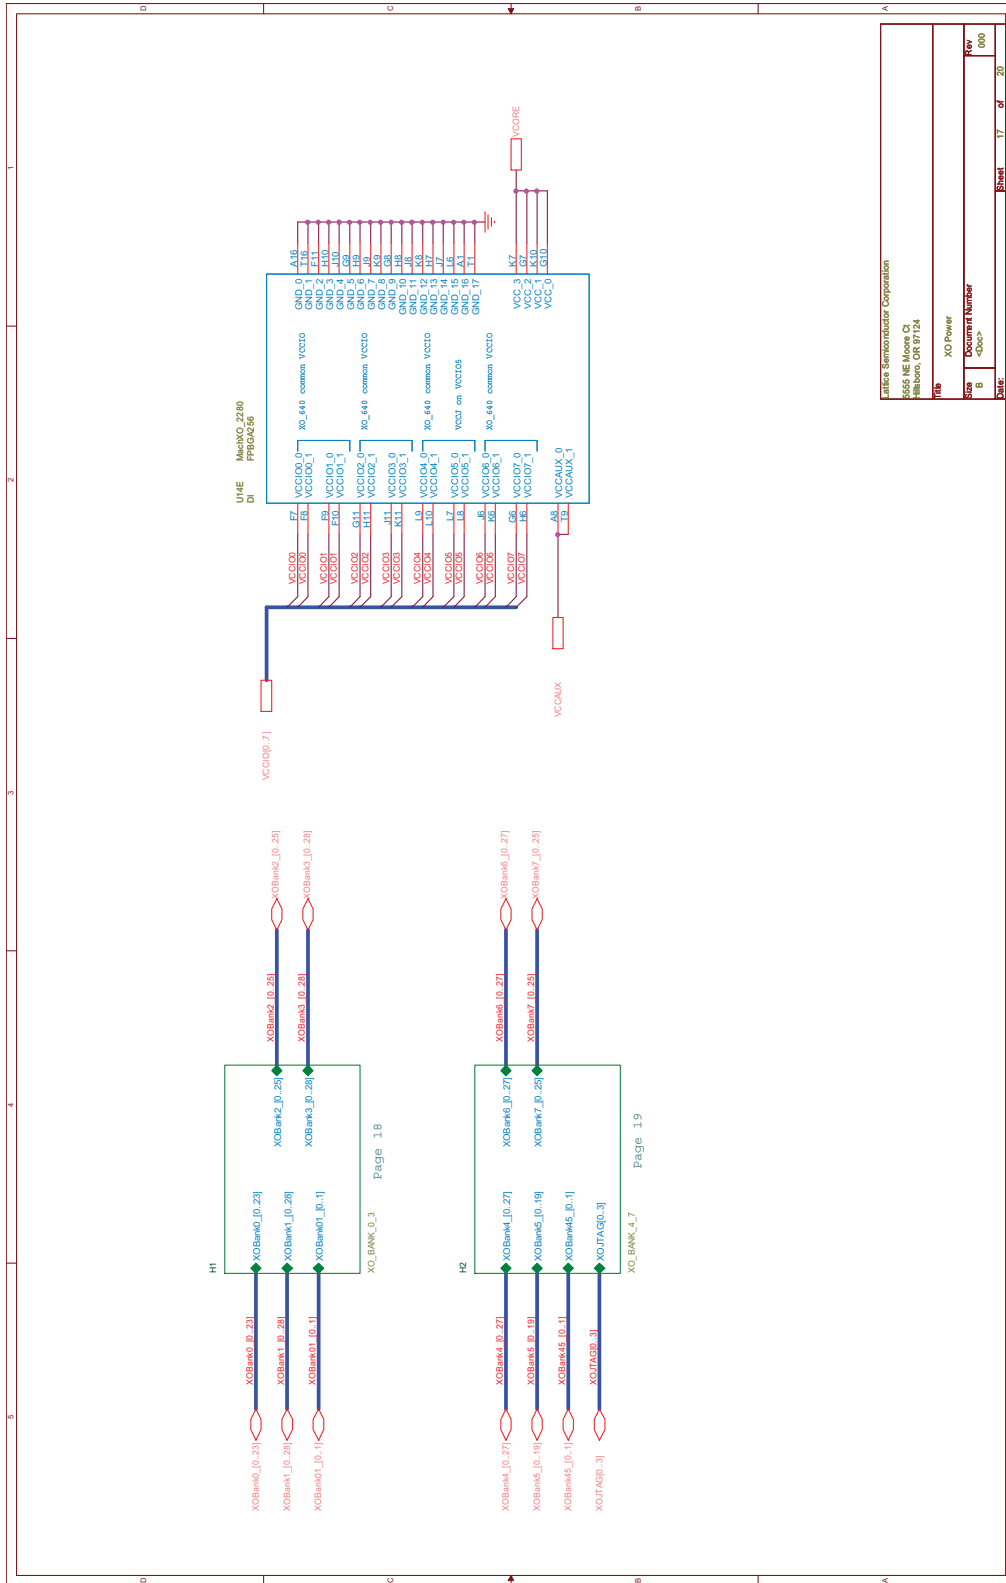 5
4
3
2
1
D
C
B
A
D
C
B
A
XOBank0_[0..23]
XOBank1_[0..28]
XOBank01_[0..1]
XOBank0_[0..23]
XOBank1_[0..28]
XOBank01_[0..1]
H1
XOBank0_[0..23]
XOBank1_[0..28]
XOBank01_[0..1]
XOBank2_[0..25]
XOBank3_[0..28]
XO_BANK_0_3
Page 18
XOBank2_[0..25]
XOBank3_[0..28]
XOBank2_[0..25]
XOBank3_[0..28]
XOBank4_[0..27]
XOBank5_[0..19]
XOBank45_[0..1]
XOJTAG[0..3]
XOBank4_[0..27]
XOBank5_[0..19]
XOBank45_[0..1]
XOJTAG[0..3]
H2
XOBank4_[0..27]
XOBank5_[0..19]
XOBank45_[0..1]
XOJTAG[0..3]
XOBank6_[0..27]
XOBank7_[0..25]
XO_BANK_4_7
Page 19
XOBank6_[0..27]
XOBank7_[0..25]
XOBank6_[0..27]
XOBank7_[0..25]
VCCIO[0..7]
VCCAUX
U14E
DI
MachXO_2280
FPBGA256
VCCIO0 F7 VCCIO0_0
VCCIO0 F8 VCCIO0_1
VCCIO1 F9 VCCIO1_0
VCCIO1 F10 VCCIO1_1
VCCIO2 G11 VCCIO2_0
VCCIO2 H11 VCCIO2_1
VCCIO3 J11 VCCIO3_0
VCCIO3 K11 VCCIO3_1
VCCIO4 L9 VCCIO4_0
VCCIO4 L10 VCCIO4_1
VCCIO5 L7 VCCIO5_0
VCCIO5 L8 VCCIO5_1
VCCIO6 J6 VCCIO6_0
VCCIO6 K6 VCCIO6_1
VCCIO7 G6 VCCIO7_0
VCCIO7 H6 VCCIO7_1
A8 VCCAUX_0
T9 VCCAUX_1
XO_640 common VCCIO
XO_640 common VCCIO
XO_640 common VCCIO
VCCJ on VCCIO5
XO_640 common VCCIO
GND_0 A16
GND_1 T16
GND_2 F11
GND_3 H10
GND_4 J10
GND_5 G9
GND_6 H9
GND_7 J9
GND_8 K9
GND_9 G8
GND_10 H8
GND_11 J8
GND_12 K8
GND_13 H7
GND_14 J7
GND_15 L6
GND_16 A1
GND_17 T1
VCC_3 K7
VCC_2 G7
VCC_1 K10
VCC_0 G10
VCORE
Lattice Semiconductor Corporation
5555 NE Moore Ct
Hillsboro, OR 97124
Title
XO Power
Size Document Number Rev
B <Doc> 000
Date: Sheet 17 of 20